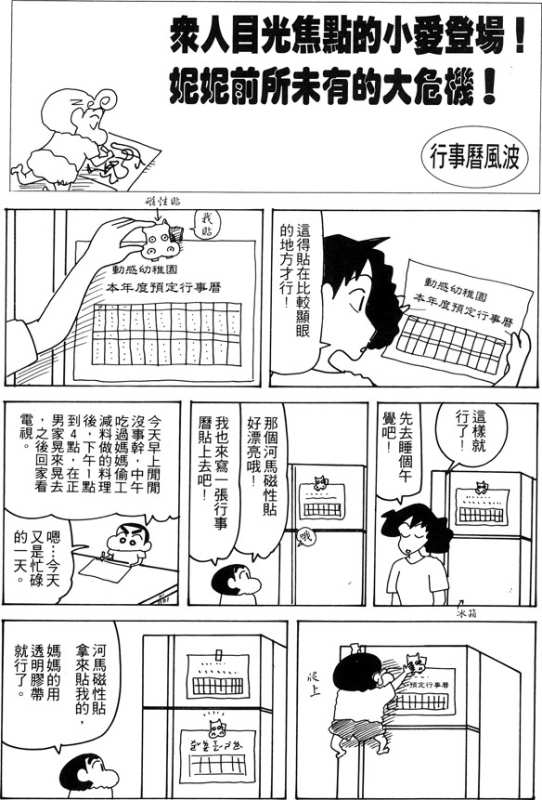 衆人目光焦點的小愛登場！
妮妮前所未有的大危機！
行事曆風波
這得貼在比較顯眼
的地方才行！
動感幼稚園
本年度預定行事曆
磁性貼
我
貼
動感幼稚園
本年度預定行事曆
這樣就
行了！
先去睡個午
覺吧！
冰箱
那個河馬磁性貼
好漂亮哦！
我也來寫一張行事
曆貼上去吧！
哦
今天早上閒閒
沒事幹，中午
吃過媽媽偷工
減料做的料理
後，下午1點
到4點，在正
男家晃來晃去
，之後回家看
電視。
嗯…今天
又是忙碌
的一天。
爬上
預定行事曆
河馬磁性貼
拿來貼我的，
媽媽的用
透明膠帶
就行了。